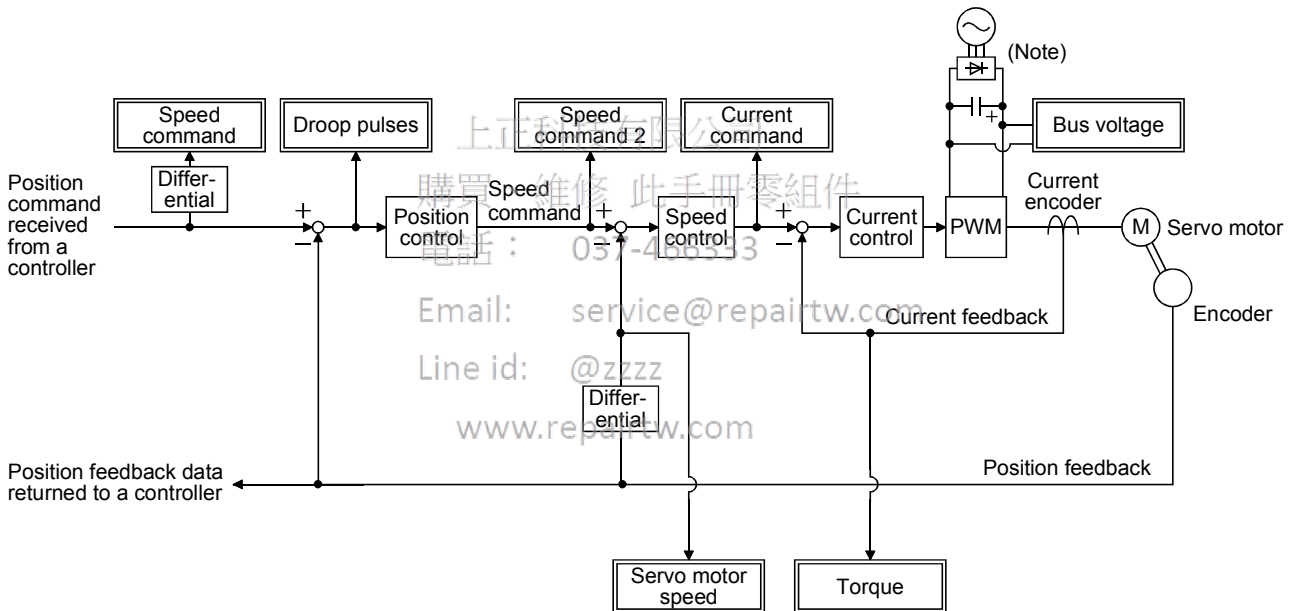 (Note)
Speed
command
Droop pulses
Speed
command 2
Current
command
Bus voltage
上正科技有限公司
Position
command
received
from a
controller
Differ-
ential
+
−
Position
control
Speed
command
+
−
Speed
control
+
−
Current
control
PWM
+
Current
encoder
M
Servo motor
購買 維修 此手冊零組件
電話： 037-466333
Email: service@repairtw.com
Current feedback
Encoder
Line id: @zzzz
Differ-
ential
www.repairtw.com
Position feedback data
returned to a controller
Position feedback
Servo motor
speed
Torque